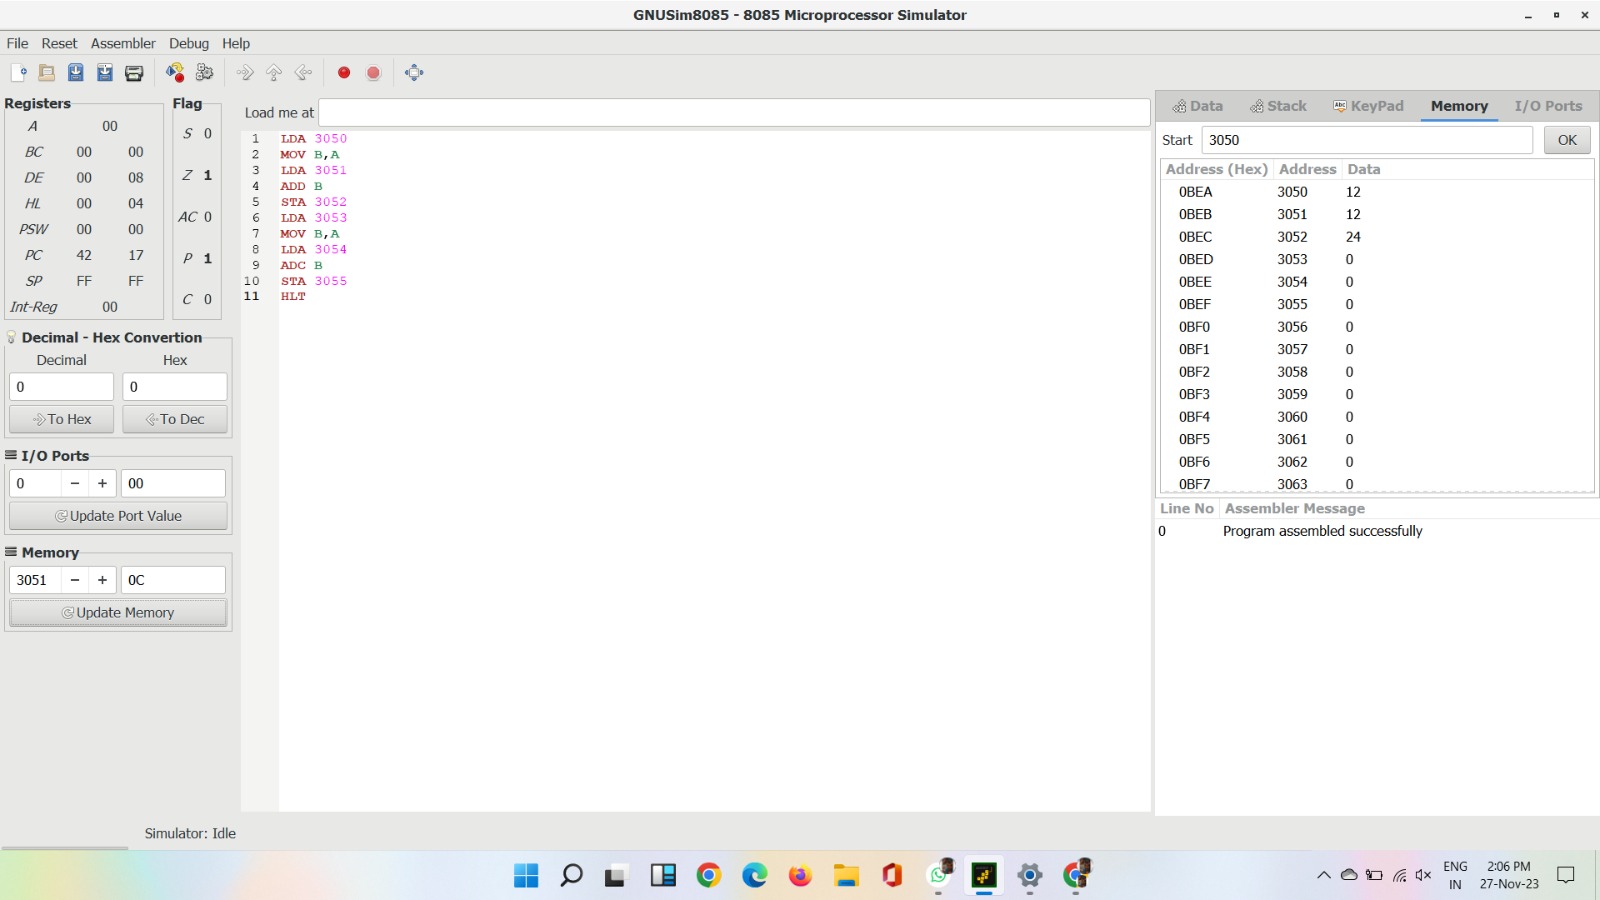 GNUSim8085 - 8085 Microprocessor Simulator
File Reset Assembler Debug Help
Registers
A 00
BC 00 00
DE 00 08
HL 00 04
PSW 00 00
PC 42 17
SP FF FF
Int-Reg 00
Flag
S 0
Z 1
AC 0
P 1
C 0
Decimal - Hex Convertion
Decimal Hex
0 0
To Hex To Dec
I/O Ports
0 - + 00
Update Port Value
Memory
3051 - + 0C
Update Memory
Load me at
1 LDA 3050
2 MOV B,A
3 LDA 3051
4 ADD B
5 STA 3052
6 LDA 3053
7 MOV B,A
8 LDA 3054
9 ADC B
10 STA 3055
11 HLT
Data Stack KeyPad Memory I/O Ports
Start 3050 OK
Address (Hex) Address Data
0BEA 3050 12
0BEB 3051 12
0BEC 3052 24
0BED 3053 0
0BEE 3054 0
0BEF 3055 0
0BF0 3056 0
0BF1 3057 0
0BF2 3058 0
0BF3 3059 0
0BF4 3060 0
0BF5 3061 0
0BF6 3062 0
0BF7 3063 0
Line No Assembler Message
0 Program assembled successfully
Simulator: Idle
ENG
IN
2:06 PM
27-Nov-23